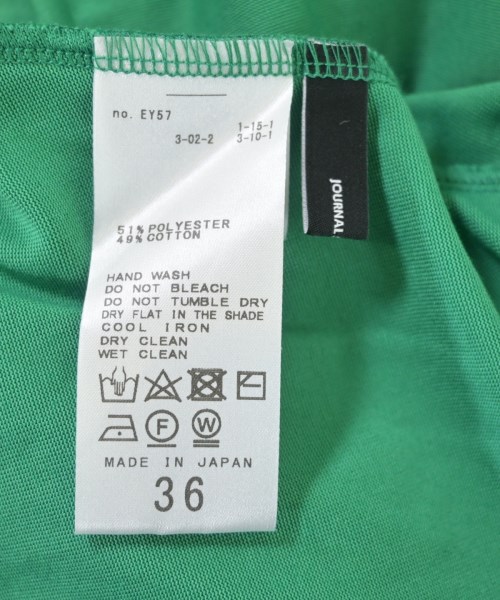 no. EY57
1-15-1
3-02-2 3-10-1
51% POLYESTER
49% COTTON
HAND WASH
DO NOT BLEACH
DO NOT TUMBLE DRY
DRY FLAT IN THE SHADE
COOL IRON
DRY CLEAN
WET CLEAN
F W
MADE IN JAPAN
36
JOURNAL